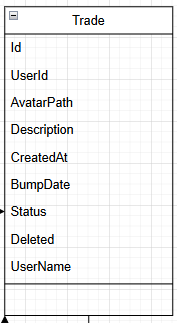 Trade
Id
UserId
AvatarPath
Description
CreatedAt
BumpDate
Status
Deleted
UserName